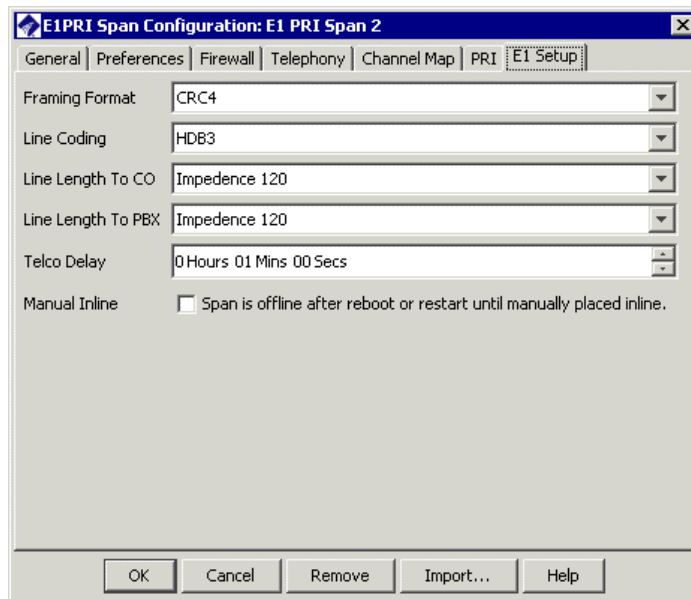 E1PRI Span Configuration: E1 PRI Span 2
General Preferences Firewall Telephony Channel Map PRI E1 Setup
Framing Format CRC4
Line Coding HDB3
Line Length To CO Impedence 120
Line Length To PBX Impedence 120
Telco Delay 0 Hours 01 Mins 00 Secs
Manual Inline Span is offline after reboot or restart until manually placed inline.
OK Cancel Remove Import... Help